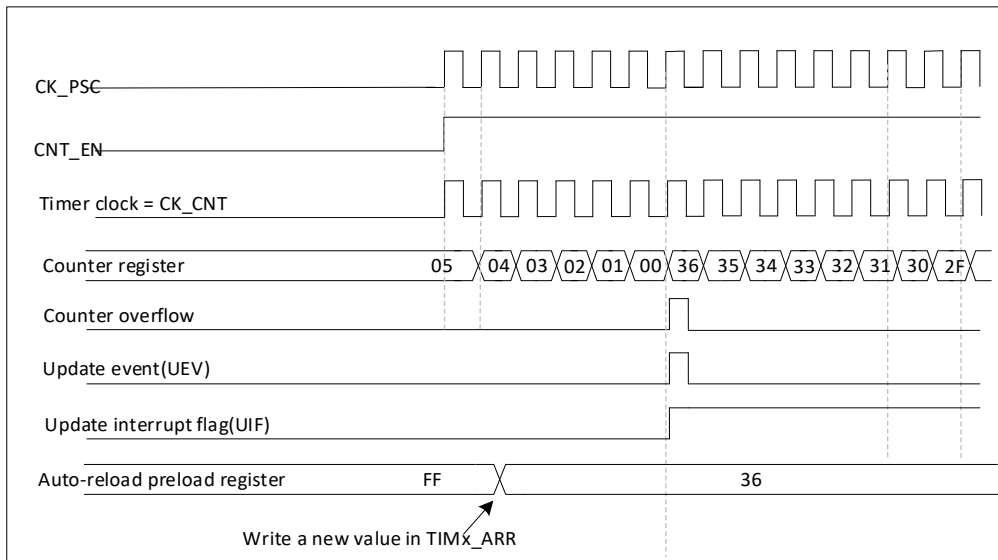 CK_PSC
CNT_EN
Timer clock = CK_CNT
Counter register 05 04 03 02 01 00 36 35 34 33 32 31 30 2F
Counter overflow
Update event(UEV)
Update interrupt flag(UIF)
Auto-reload preload register FF 36
Write a new value in TIMx_ARR